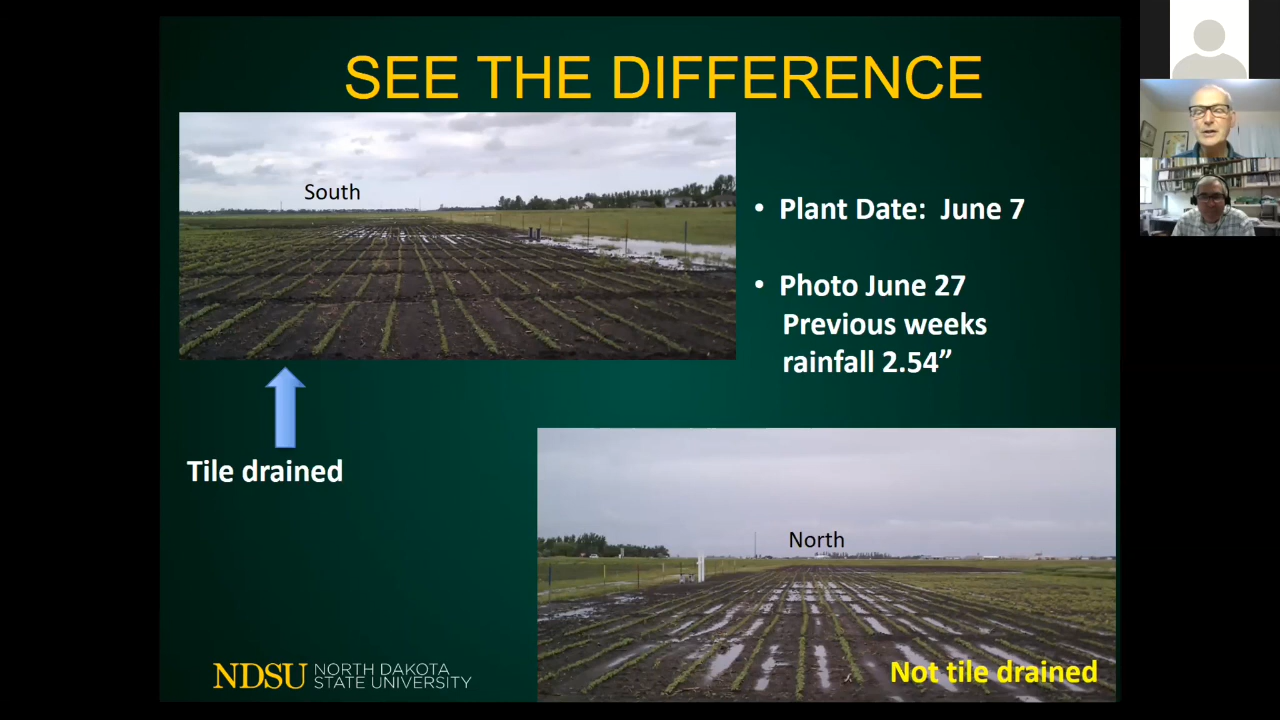 SEE THE DIFFERENCE
South
• Plant Date: June 7
• Photo June 27
Previous weeks
rainfall 2.54”
Tile drained
North
Not tile drained
NDSU NORTH DAKOTA
STATE UNIVERSITY